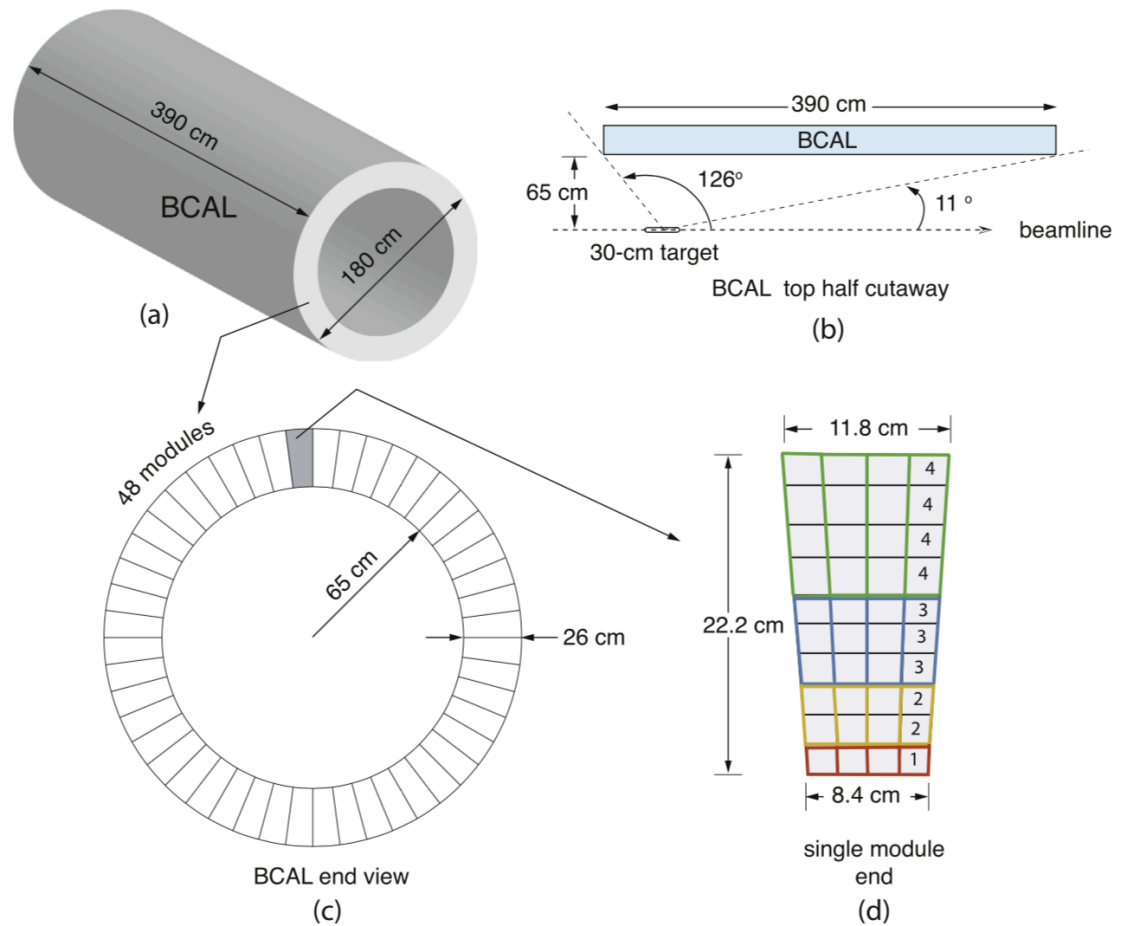 390 cm
BCAL
180 cm
(a)
390 cm
BCAL
65 cm
126º
11 º
beamline
30-cm target
BCAL top half cutaway
(b)
48 modules
65 cm
26 cm
BCAL end view
(c)
11.8 cm
4
4
4
4
22.2 cm
3
3
3
2
2
1
8.4 cm
single module
end
(d)